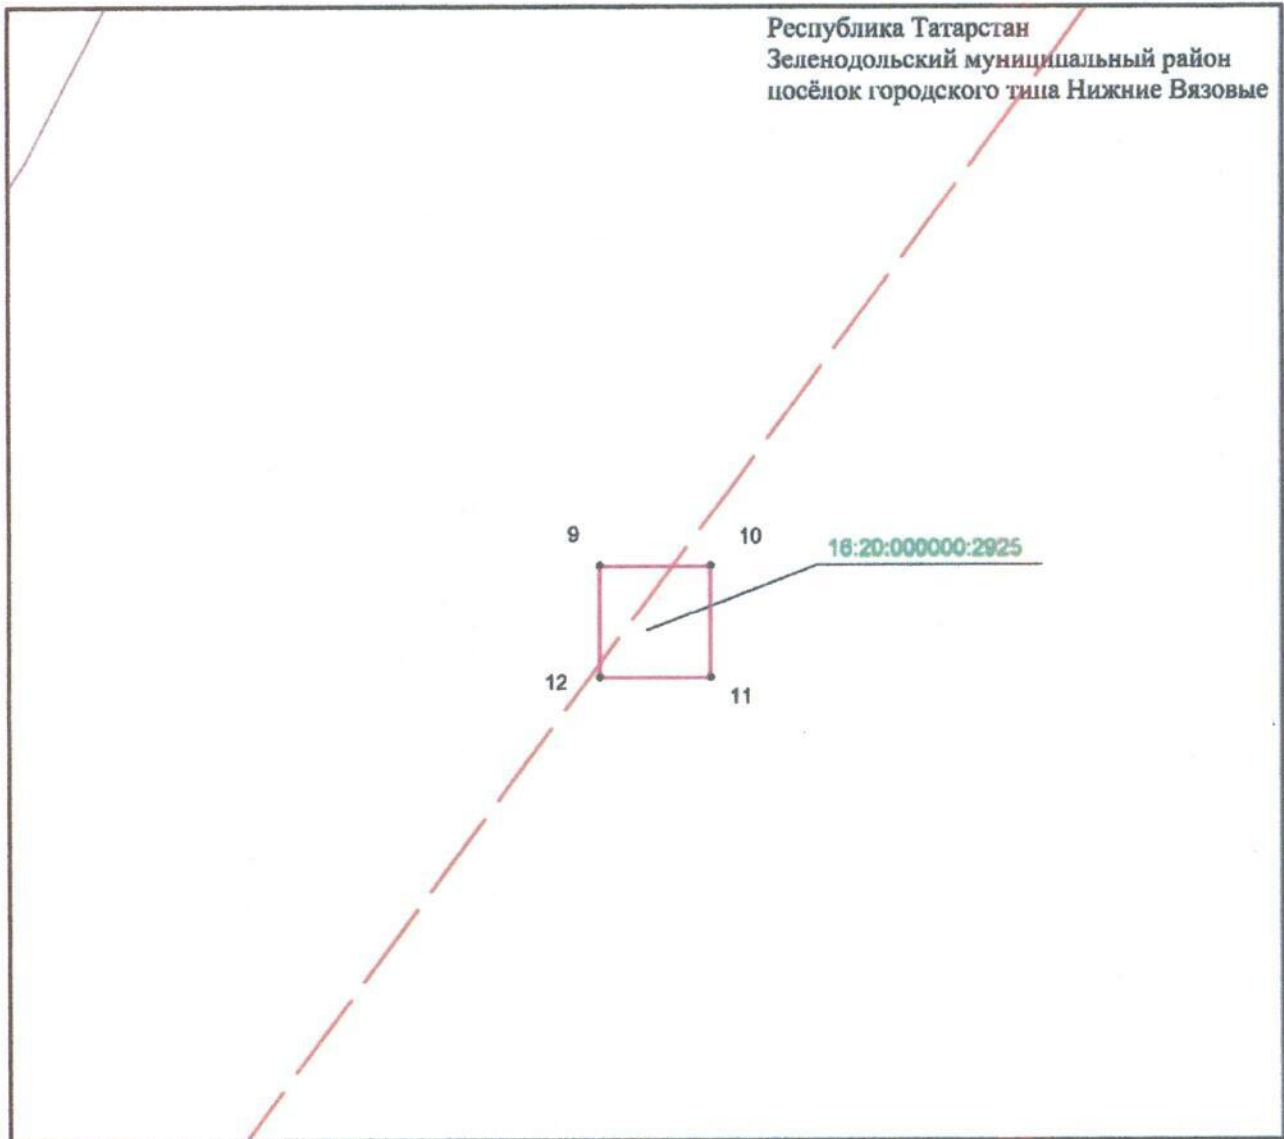 Республика Татарстан
Зеленодольский муниципальный район
посёлок городского типа Нижние Вязовые
9
10
16:20:000000:2925
12
11